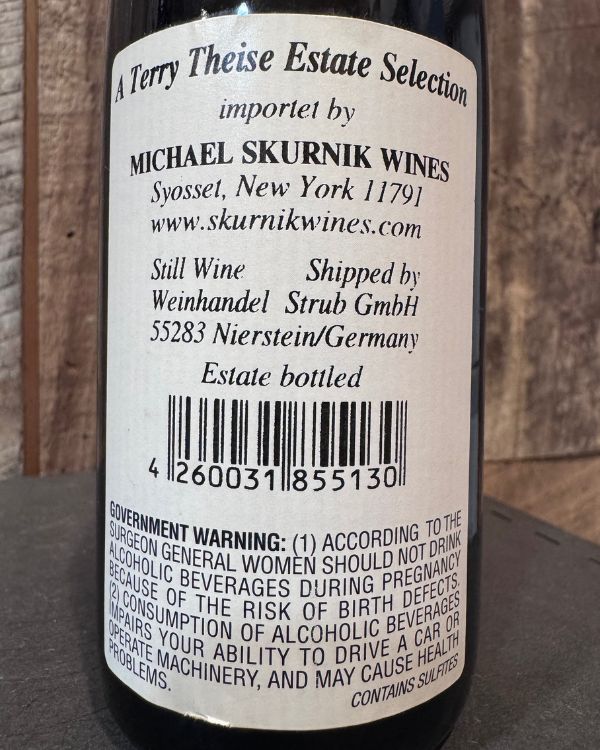 A Terry Theise Estate Selection
importet by
MICHAEL SKURNIK WINES
Syosset, New York 11791
www.skurnikwines.com
Still Wine Shipped by
Weinhandel Strub GmbH
55283 Nierstein/Germany
Estate bottled
4 260031 855130
GOVERNMENT WARNING: (1) ACCORDING TO THE
SURGEON GENERAL WOMEN SHOULD NOT DRINK
ALCOHOLIC BEVERAGES DURING PREGNANCY
BECAUSE OF THE RISK OF BIRTH DEFECTS.
(2) CONSUMPTION OF ALCOHOLIC BEVERAGES
IMPAIRS YOUR ABILITY TO DRIVE A CAR OR
OPERATE MACHINERY, AND MAY CAUSE HEALTH
PROBLEMS.
CONTAINS SULFITES